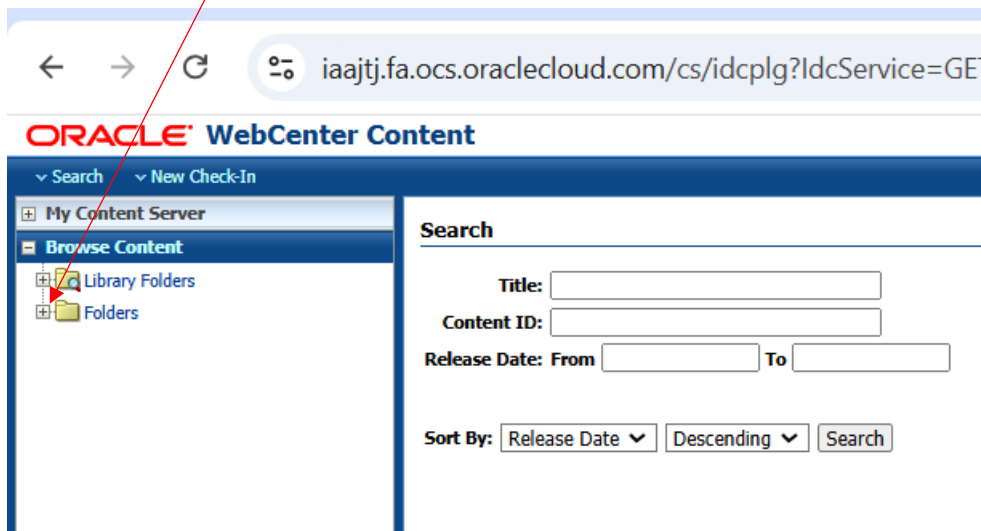 iaajtj.fa.ocs.oraclecloud.com/cs/idcplg?IdcService=GET
ORACLE WebCenter Content
Search New Check-In
My Content Server
Browse Content
Library Folders
Folders
Search
Title:
Content ID:
Release Date: From To
Sort By: Release Date Descending Search